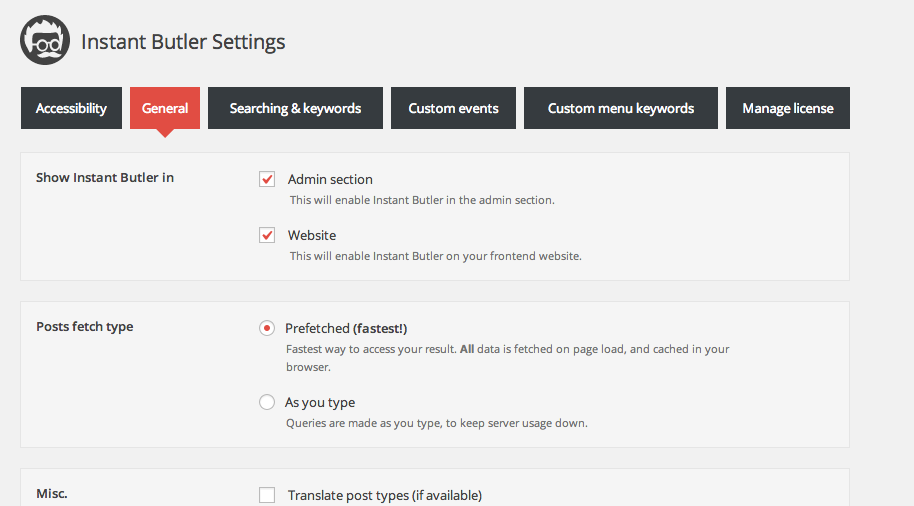 Instant Butler Settings
Accessibility
General
Searching & keywords
Custom events
Custom menu keywords
Manage license
Show Instant Butler in
Admin section
This will enable Instant Butler in the admin section.
Website
This will enable Instant Butler on your frontend website.
Posts fetch type
Prefetched (fastest!)
Fastest way to access your result. All data is fetched on page load, and cached in your
browser.
As you type
Queries are made as you type, to keep server usage down.
Misc.
Translate post types (if available)